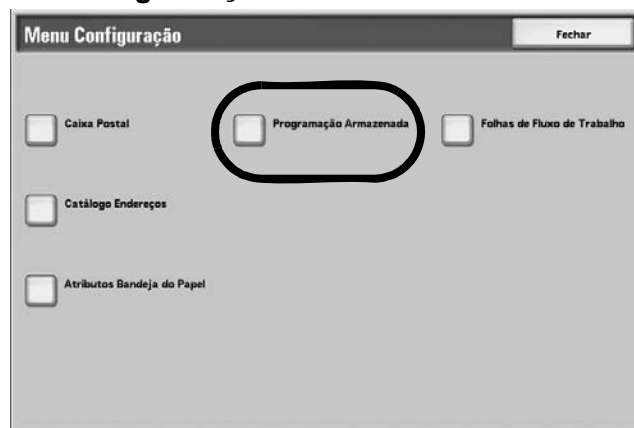 Menu Configuração
Fechar
Caixa Postal
Programação Armazenada
Folhas de Fluxo de Trabalho
Catálogo Endereços
Atributos Bandeja do Papel